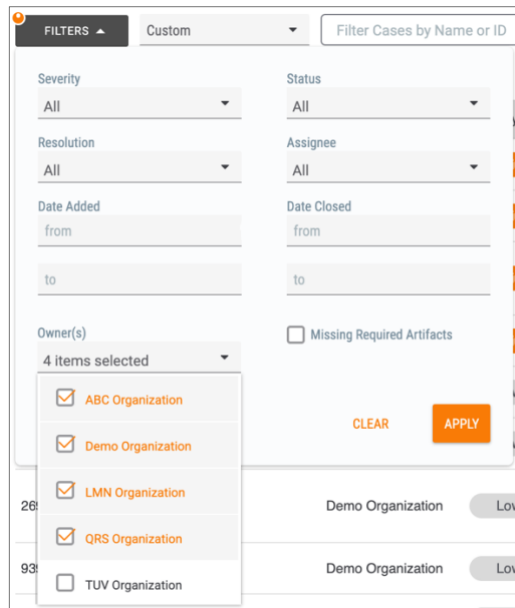 FILTERS Custom Filter Cases by Name or ID
Severity Status
All All
Resolution Assignee
All All
Date Added Date Closed
from from
to to
Owner(s) Missing Required Artifacts
4 items selected
ABC Organization
Demo Organization CLEAR APPLY
LMN Organization
QRS Organization
TUV Organization
Demo Organization
Demo Organization